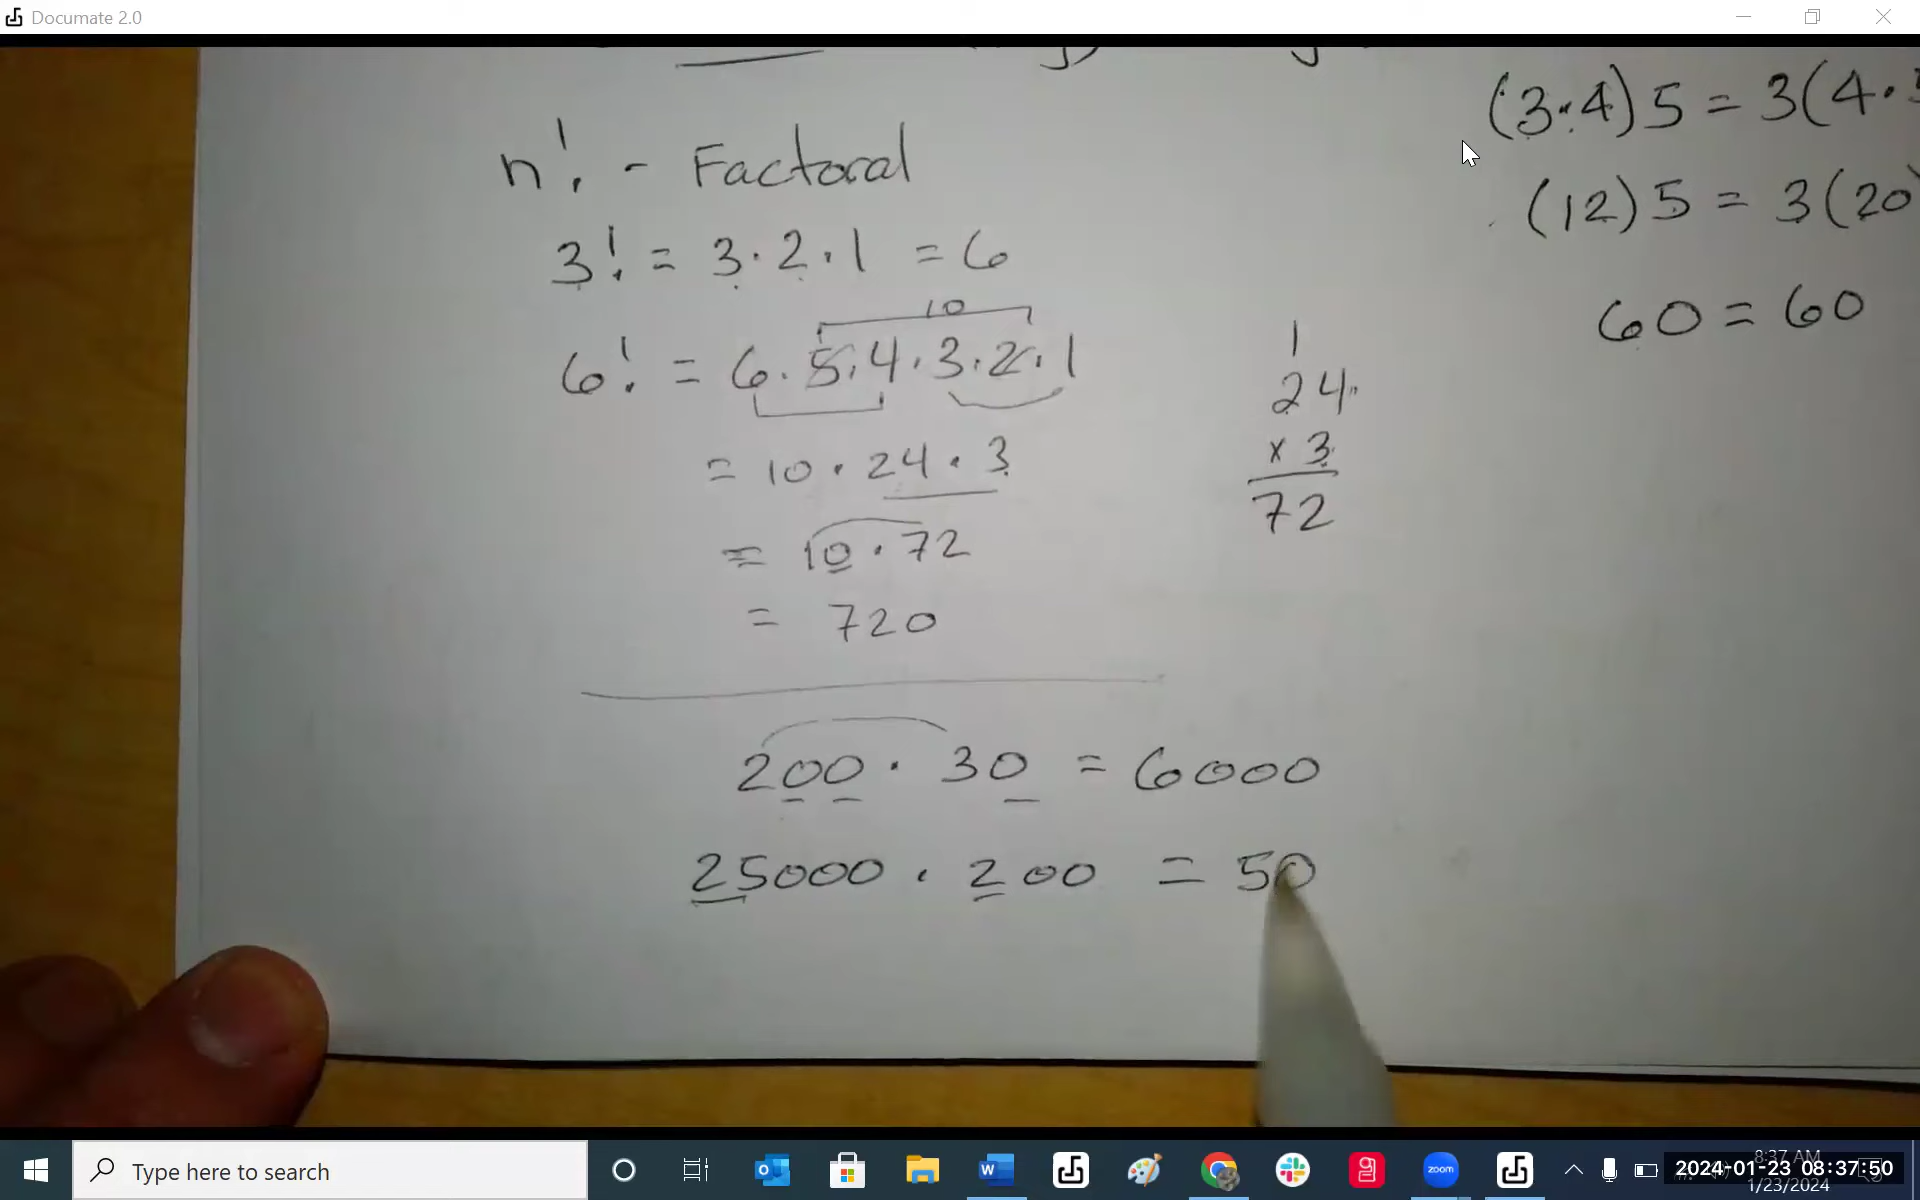 Documate 2.0
n! - Factoral
3! = 3·2·1 = 6
10
6! = 6·5·4·3·2·1
= 10·24·3
= 10·72
= 720
200·30 = 6000
25000·200 = 50
1
24
x 3
72
(3·4)5 = 3(4·
(12)5 = 3(20)
60 = 60
Type here to search
zoom
8:37 AM
1/23/2024
2024-01-23 08:37:50